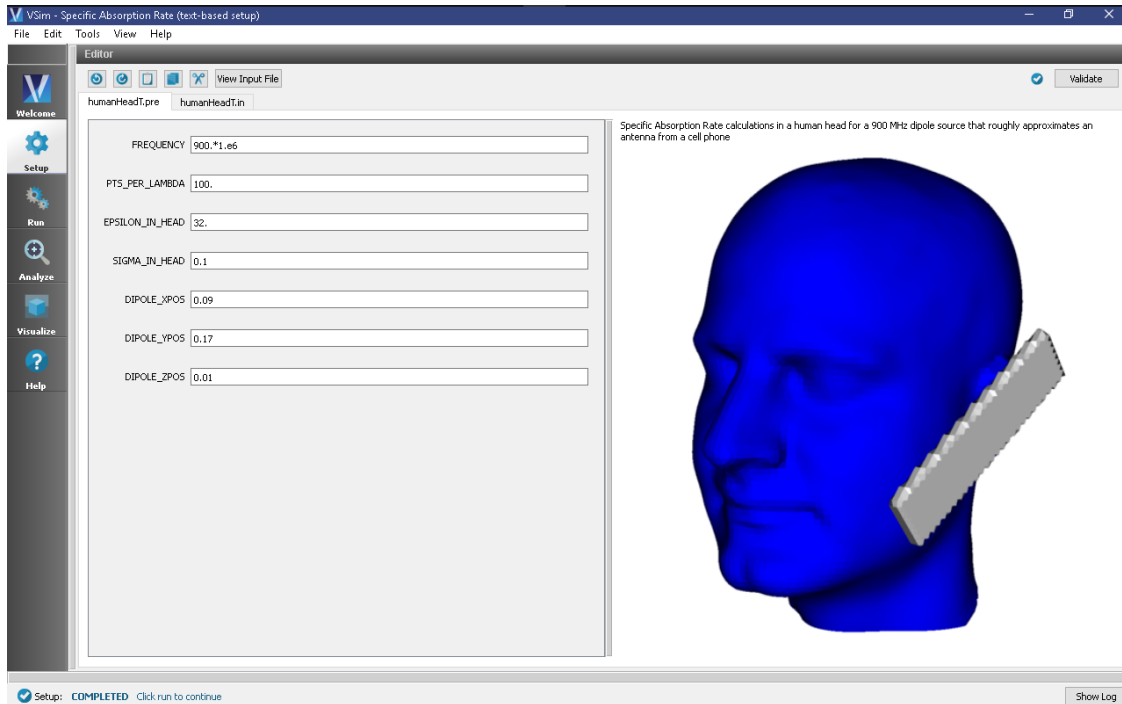 VSim - Specific Absorption Rate (text-based setup)
File Edit Tools View Help
Editor
View Input File
Validate
humanHeadT.pre humanHeadT.in
Welcome
Setup
Run
Analyze
Visualize
Help
FREQUENCY 900.*1.e6
PTS_PER_LAMBDA 100.
EPSILON_IN_HEAD 32.
SIGMA_IN_HEAD 0.1
DIPOLE_XPOS 0.09
DIPOLE_YPOS 0.17
DIPOLE_ZPOS 0.01
Specific Absorption Rate calculations in a human head for a 900 MHz dipole source that roughly approximates an
antenna from a cell phone
Setup: COMPLETED Click run to continue
Show Log